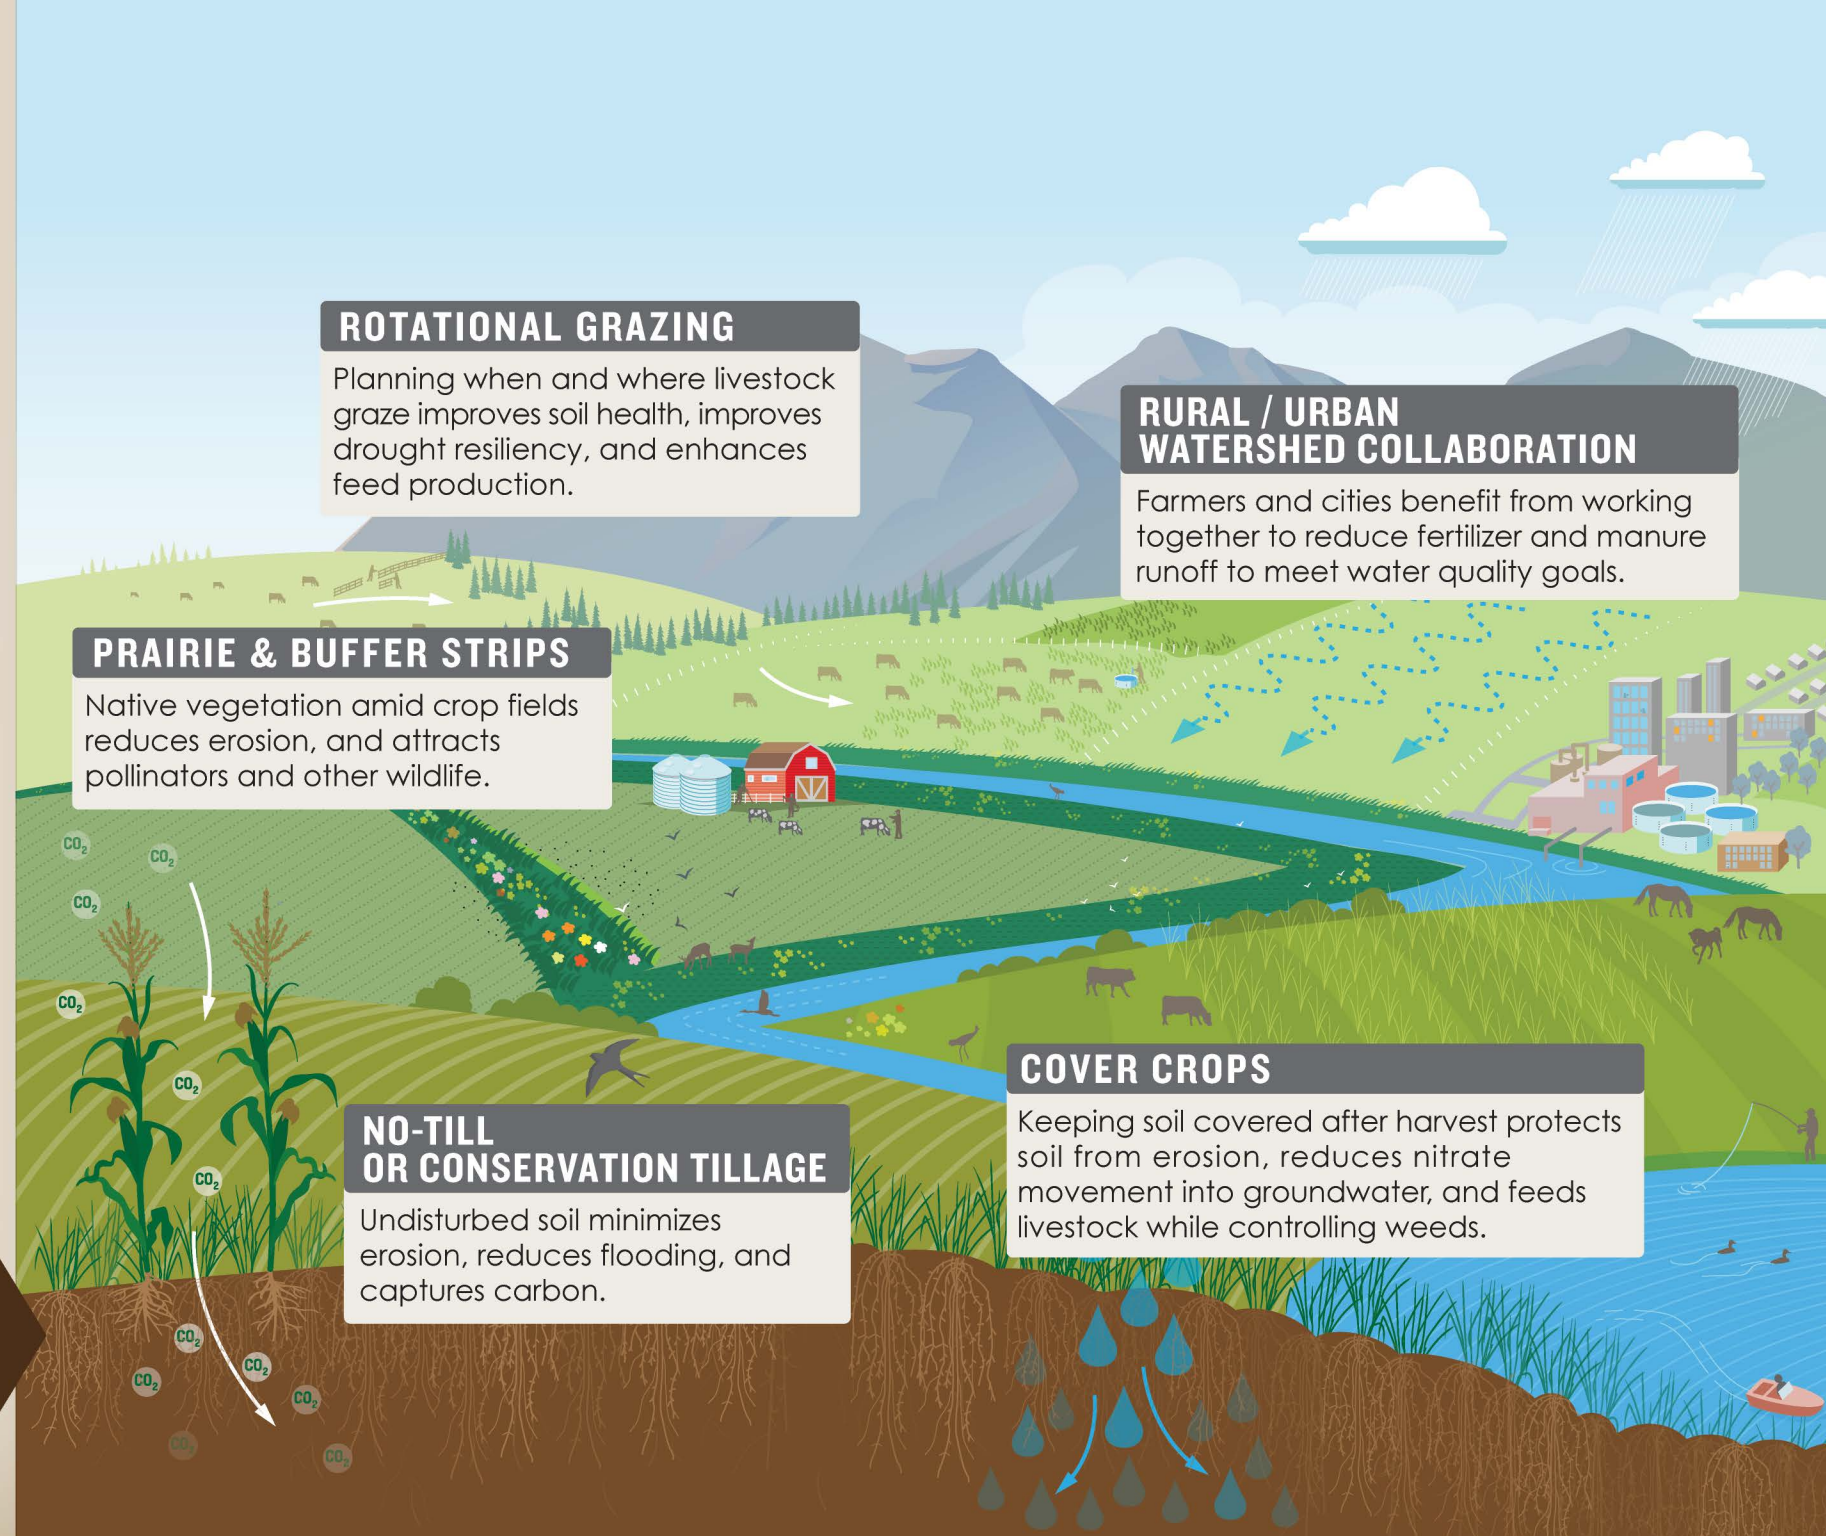 ROTATIONAL GRAZING
Planning when and where livestock
graze improves soil health, improves
drought resiliency, and enhances
feed production.
RURAL / URBAN
WATERSHED COLLABORATION
Farmers and cities benefit from working
together to reduce fertilizer and manure
runoff to meet water quality goals.
PRAIRIE & BUFFER STRIPS
Native vegetation amid crop fields
reduces erosion, and attracts
pollinators and other wildlife.
CO₂
CO₂
CO₂
CO₂
CO₂
CO₂
NO-TILL
OR CONSERVATION TILLAGE
Undisturbed soil minimizes
erosion, reduces flooding, and
captures carbon.
COVER CROPS
Keeping soil covered after harvest protects
soil from erosion, reduces nitrate
movement into groundwater, and feeds
livestock while controlling weeds.
CO₂
CO₂
CO₂
CO₂
CO₂
CO₂